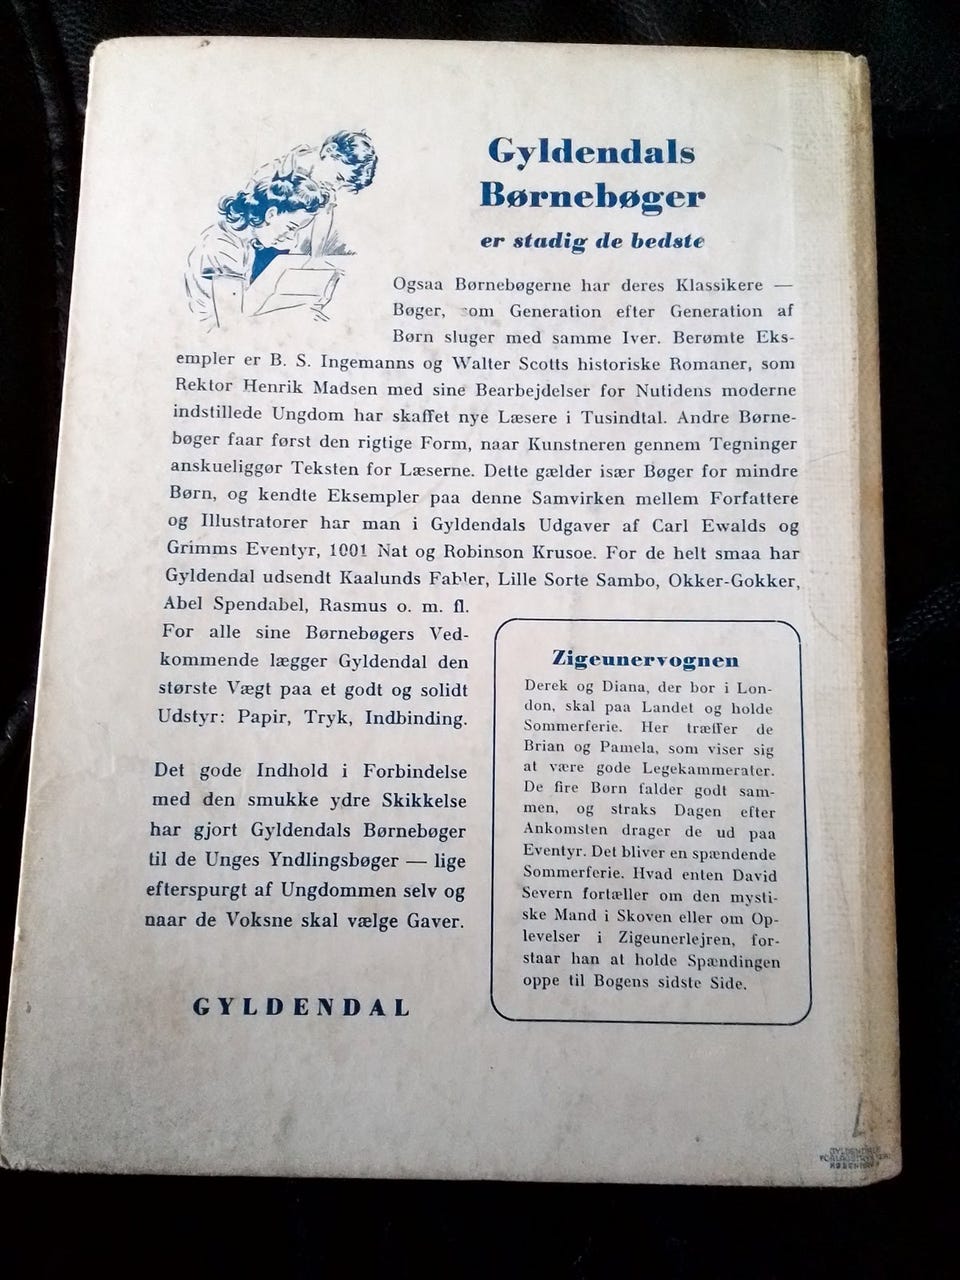 Gyldendals
Børnebøger
er stadig de bedste
Ogsaa Børnebøgerne har deres Klassikere —
Bøger, som Generation efter Generation af
Børn sluger med samme Iver. Berømte Eks-
empler er B. S. Ingemanns og Walter Scotts historiske Romaner, som
Rektor Henrik Madsen med sine Bearbejdelser for Nutidens moderne
indstillede Ungdom har skaffet nye Læsere i Tusindtal. Andre Børne-
bøger faar først den rigtige Form, naar Kunstneren gennem Tegninger
anskueliggør Teksten for Læserne. Dette gælder især Bøger for mindre
Børn, og kendte Eksempler paa denne Samvirken mellem Forfattere
og Illustratorer har man i Gyldendals Udgaver af Carl Ewalds og
Grimms Eventyr, 1001 Nat og Robinson Krusoe. For de helt smaa har
Gyldendal udsendt Kaalunds Fabler, Lille Sorte Sambo, Okker-Gokker,
Abel Spendabel, Rasmus o. m. fl.
For alle sine Børnebøgers Ved-
kommende lægger Gyldendal den
største Vægt paa et godt og solidt
Udstyr: Papir, Tryk, Indbinding.
Det gode Indhold i Forbindelse
med den smukke ydre Skikkelse
har gjort Gyldendals Børnebøger
til de Unges Yndlingsbøger — lige
efterspurgt af Ungdommen selv og
naar de Voksne skal vælge Gaver.
GYLDENDAL
Zigeunervognen
Derek og Diana, der bor i Lon-
don, skal paa Landet og holde
Sommerferie. Her træffer de
Brian og Pamela, som viser sig
at være gode Legekammerater.
De fire Børn falder godt sam-
men, og straks Dagen efter
Ankomsten drager de ud paa
Eventyr. Det bliver en spændende
Sommerferie. Hvad enten David
Severn fortæller om den mysti-
ske Mand i Skoven eller om Op-
levelser i Zigeunerlejren, for-
staar han at holde Spændingen
oppe til Bogens sidste Side.